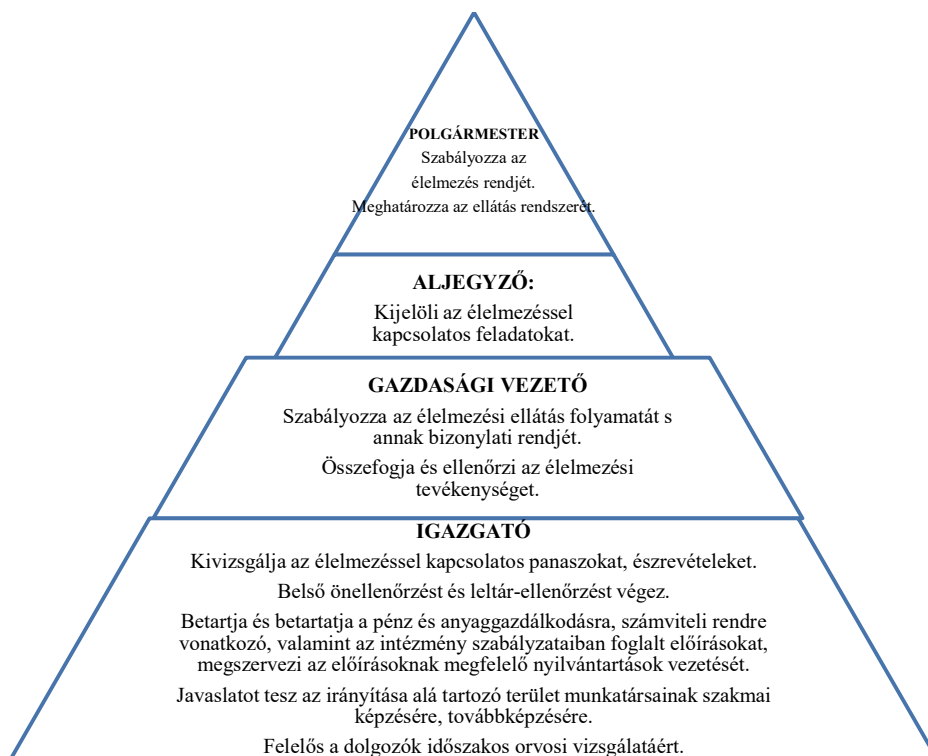 POLGÁRMESTER
Szabályozza az
élelmezés rendjét.
Meghatározza az ellátás rendszerét.
ALJEGYZŐ:
Kijelöli az élelmezéssel
kapcsolatos feladatokat.
GAZDASÁGI VEZETŐ
Szabályozza az élelmezési ellátás folyamatát s
annak bizonylati rendjét.
Összefogja és ellenőrzi az élelmezési
tevékenységet.
IGAZGATÓ
Kivizsgálja az élelmezéssel kapcsolatos panaszokat, észrevételeket.
Belső önellenőrzést és leltár-ellenőrzést végez.
Betartja és betartatja a pénz és anyaggazdálkodásra, számviteli rendre
vonatkozó, valamint az intézmény szabályzataiban foglalt előírásokat,
megszervezi az előírásoknak megfelelő nyilvántartások vezetését.
Javaslatot tesz az irányítása alá tartozó terület munkatársainak szakmai
képzésére, továbbképzésére.
Felelős a dolgozók időszakos orvosi vizsgálatáért.